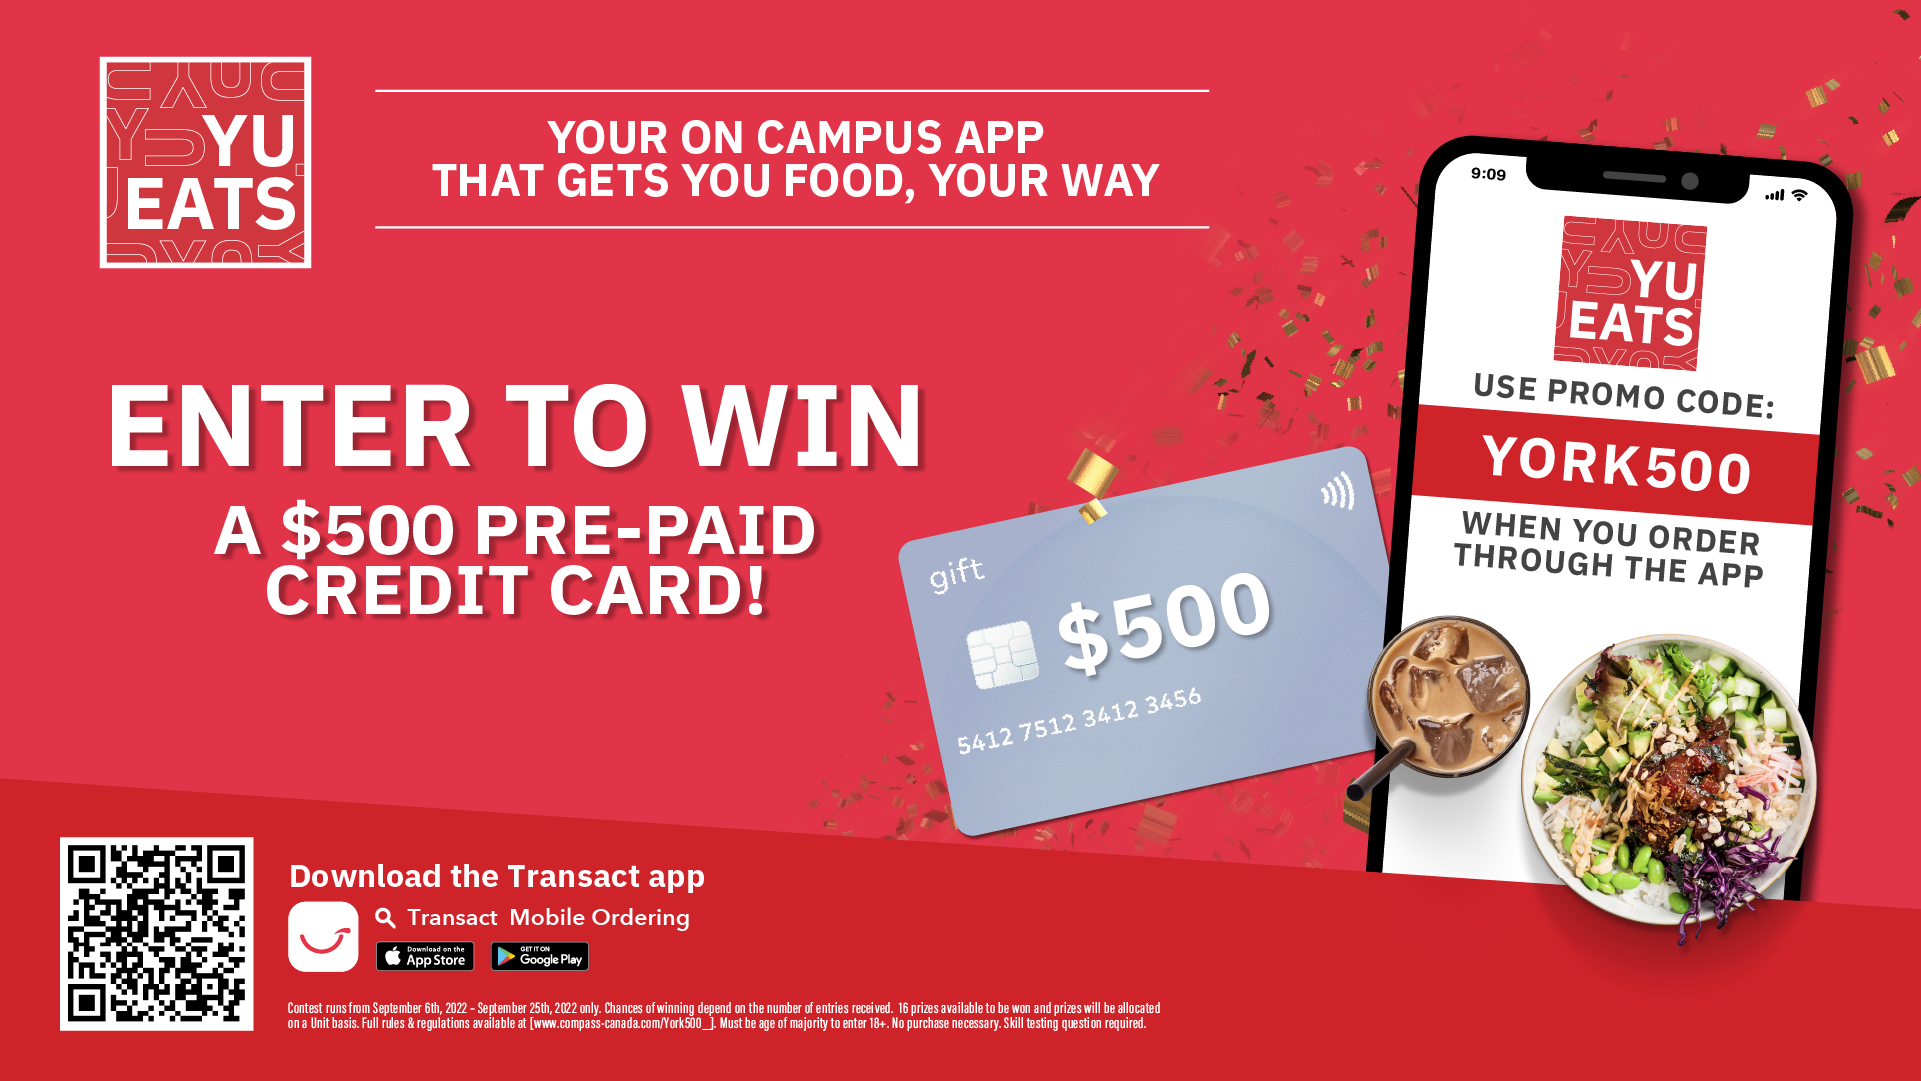 YU
EATS
YOUR ON CAMPUS APP
THAT GETS YOU FOOD, YOUR WAY
ENTER TO WIN
A $500 PRE-PAID
CREDIT CARD!
gift
$500
5412 7512 3412 3456
9:09
YU
EATS
USE PROMO CODE:
YORK500
WHEN YOU ORDER
THROUGH THE APP
Download the Transact app
Transact Mobile Ordering
Download on the
App Store
GET IT ON
Google Play
Contest runs from September 6th, 2022 - September 25th, 2022 only. Chances of winning depend on the number of entries received. 16 prizes available to be won and prizes will be allocated
on a Unit basis. Full rules & regulations available at [www.compass-canada.com/York500_]. Must be age of majority to enter 18+. No purchase necessary. Skill testing question required.